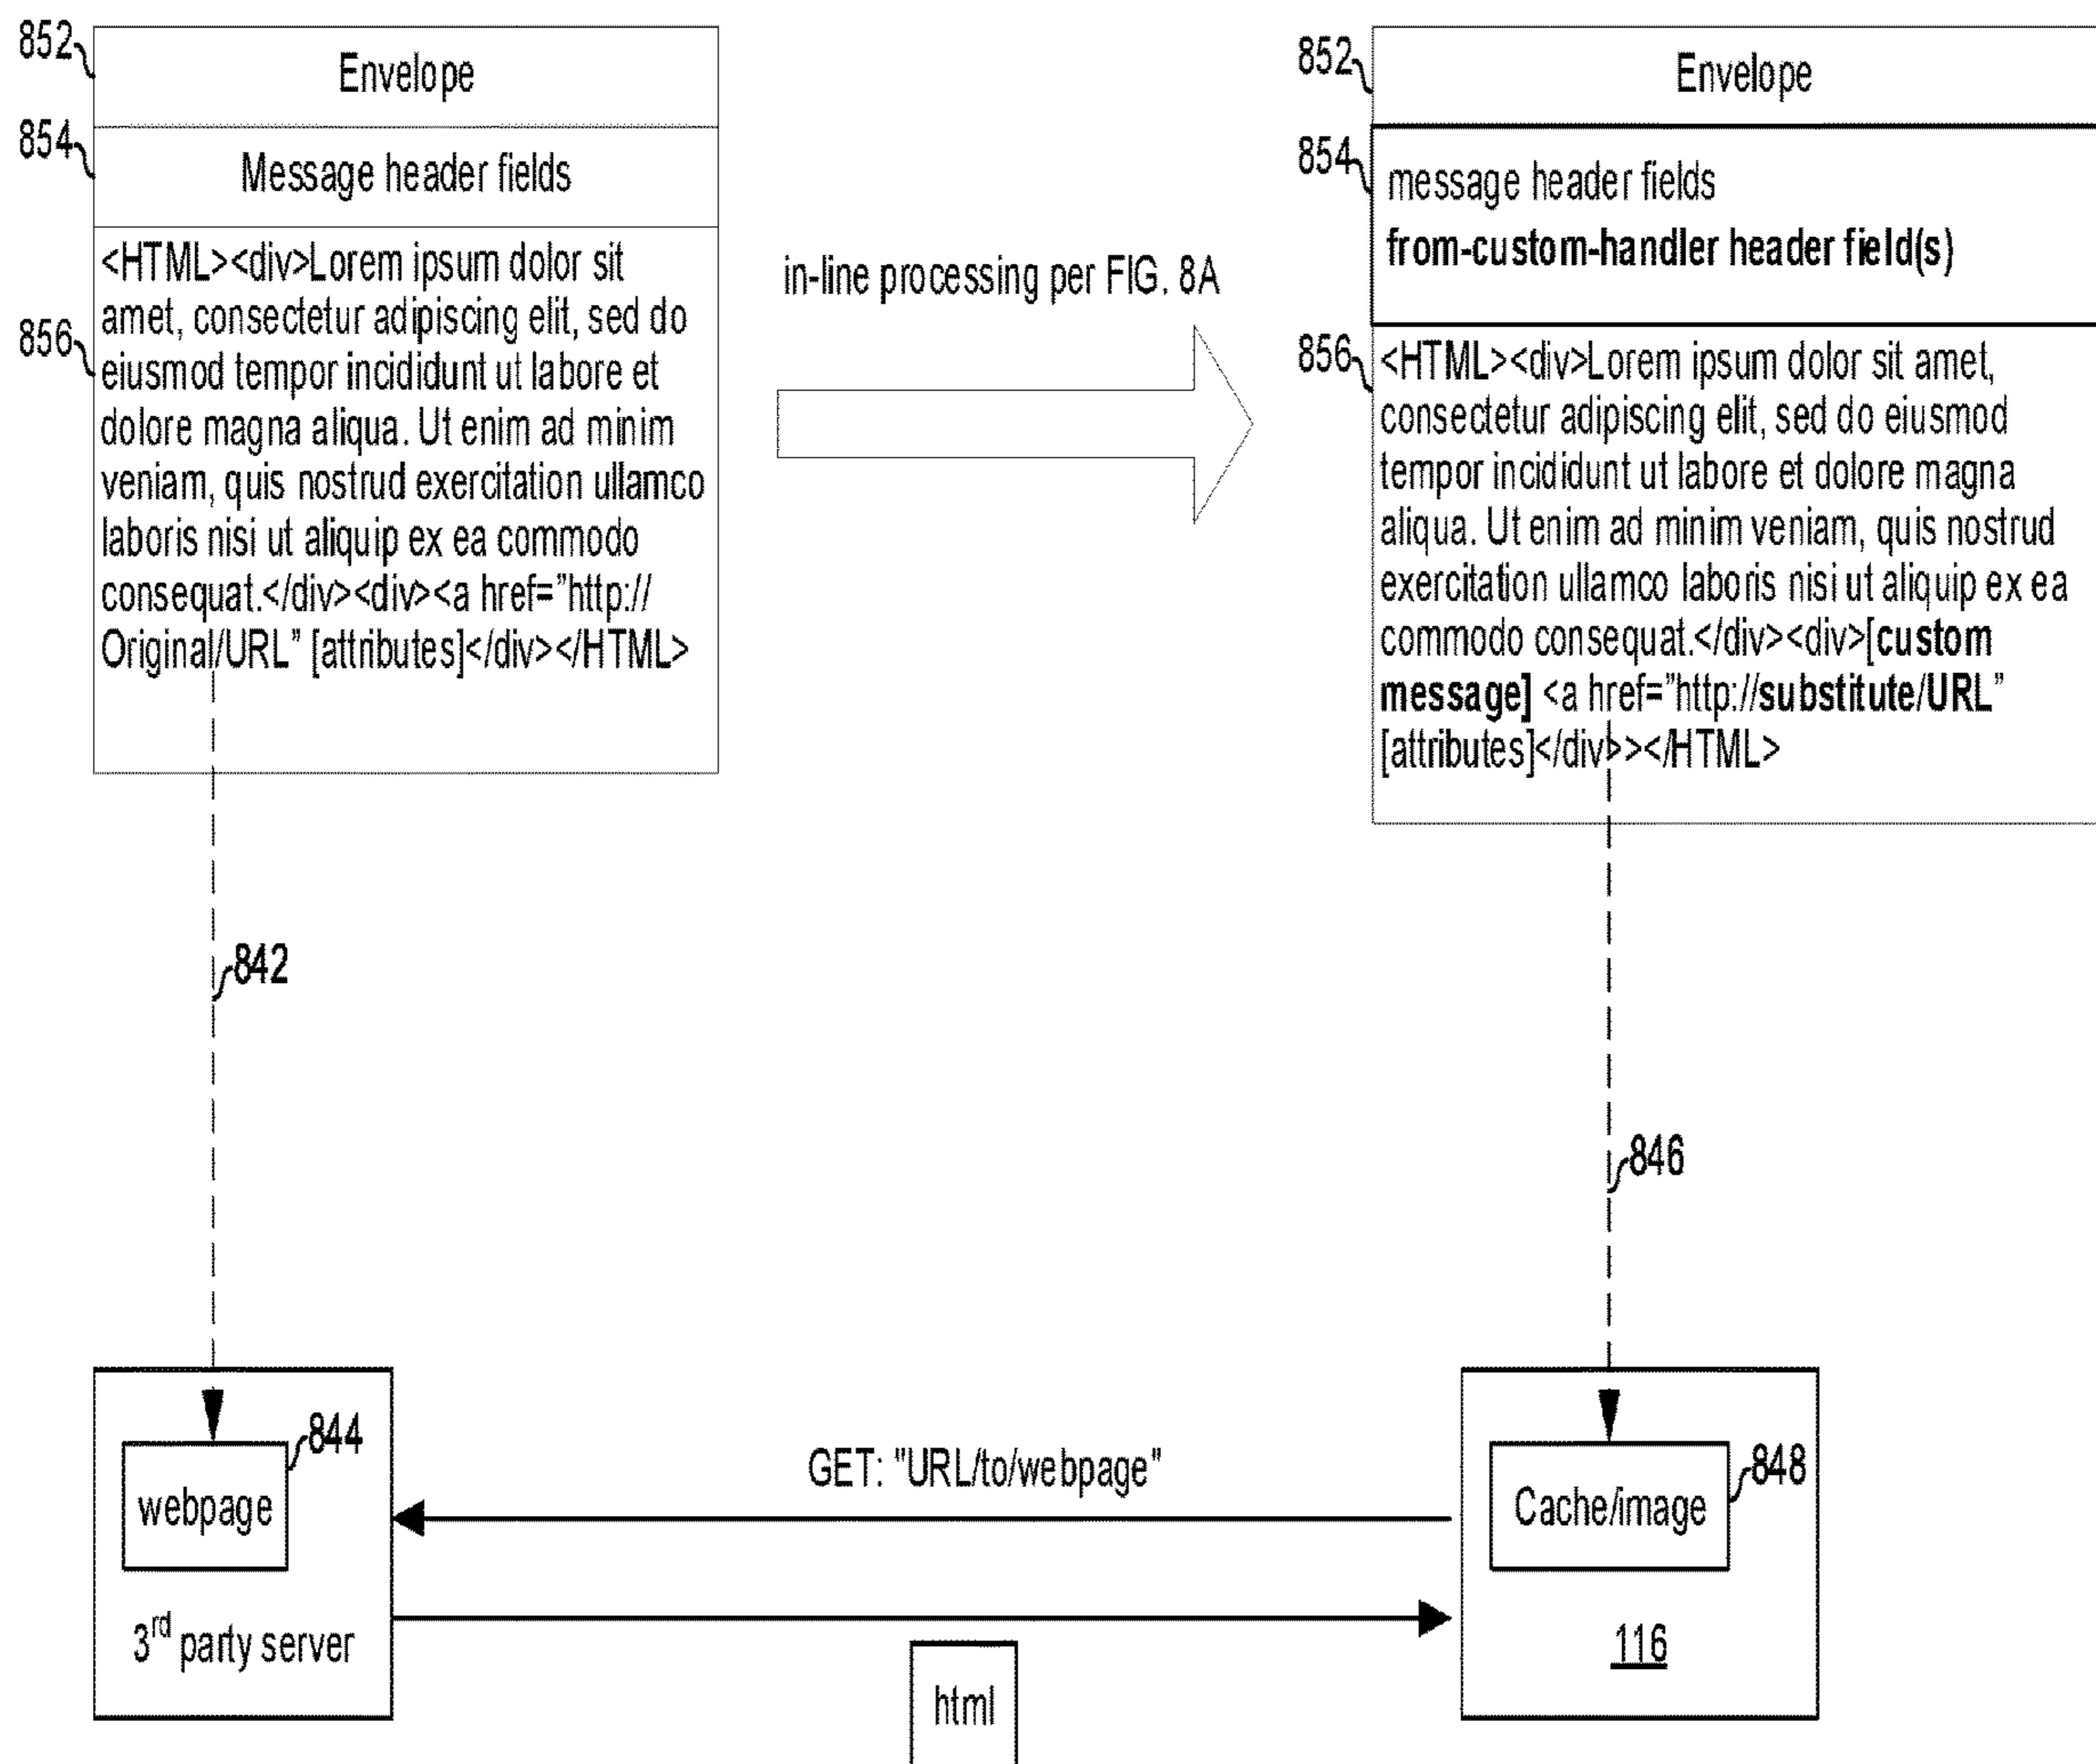 852
Envelope
854
Message header fields
856
<HTML><div>Lorem ipsum dolor sit
amet, consectetur adipiscing elit, sed do
eiusmod tempor incididunt ut labore et
dolore magna aliqua. Ut enim ad minim
veniam, quis nostrud exercitation ullamco
laboris nisi ut aliquip ex ea commodo
consequat.</div><div><a href="http://
Original/URL" [attributes]</div></HTML>
in-line processing per FIG. 8A
852
Envelope
854
message header fields
from-custom-handler header field(s)
856
<HTML><div>Lorem ipsum dolor sit amet,
consectetur adipiscing elit, sed do eiusmod
tempor incididunt ut labore et dolore magna
aliqua. Ut enim ad minim veniam, quis nostrud
exercitation ullamco laboris nisi ut aliquip ex ea
commodo consequat.</div><div>[custom
message] <a href="http://substitute/URL"
[attributes]</div>></HTML>
842
846
844
webpage
3rd party server
GET: "URL/to/webpage"
html
848
Cache/image
116